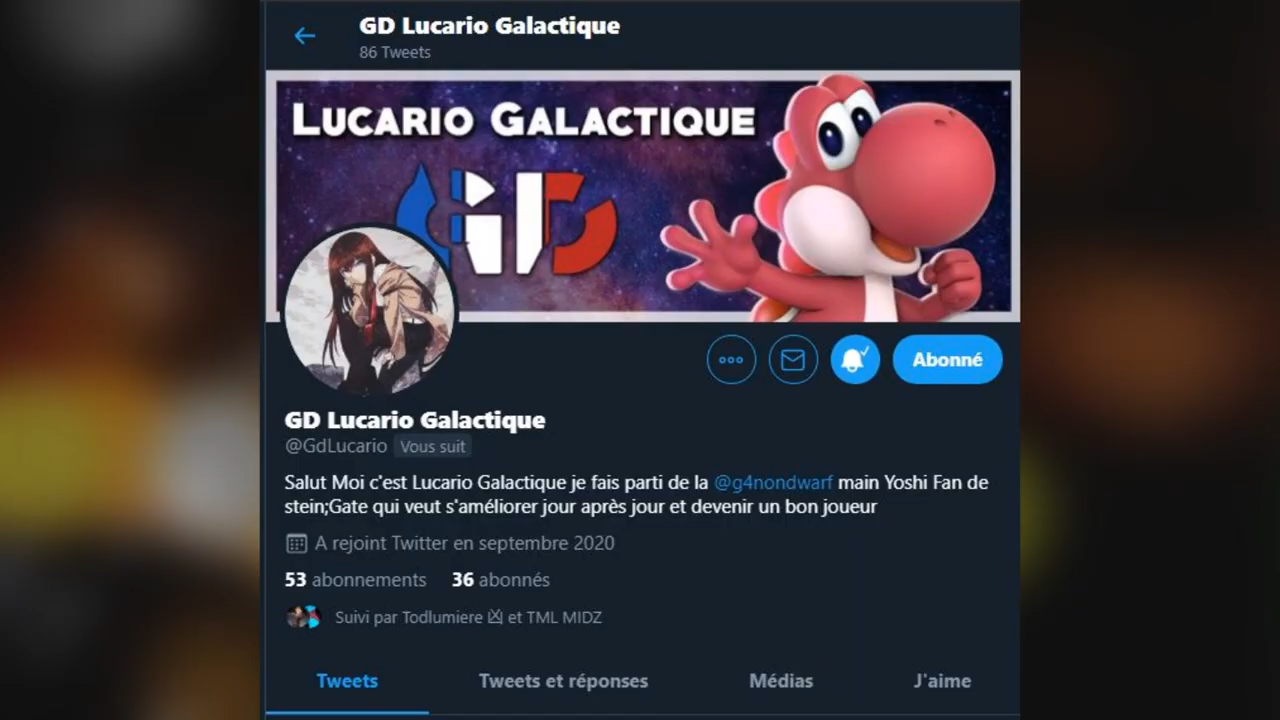 GD Lucario Galactique
86 Tweets
LUCARIO GALACTIQUE
GD
Abonné
GD Lucario Galactique
@GdLucario Vous suit
Salut Moi c'est Lucario Galactique je fais parti de la @g4nondwarf main Yoshi Fan de
stein;Gate qui veut s'améliorer jour après jour et devenir un bon joueur
A rejoint Twitter en septembre 2020
53 abonnements 36 abonnés
Suivi par Todlumiere 凶 et TML MIDZ
Tweets Tweets et réponses Médias J'aime